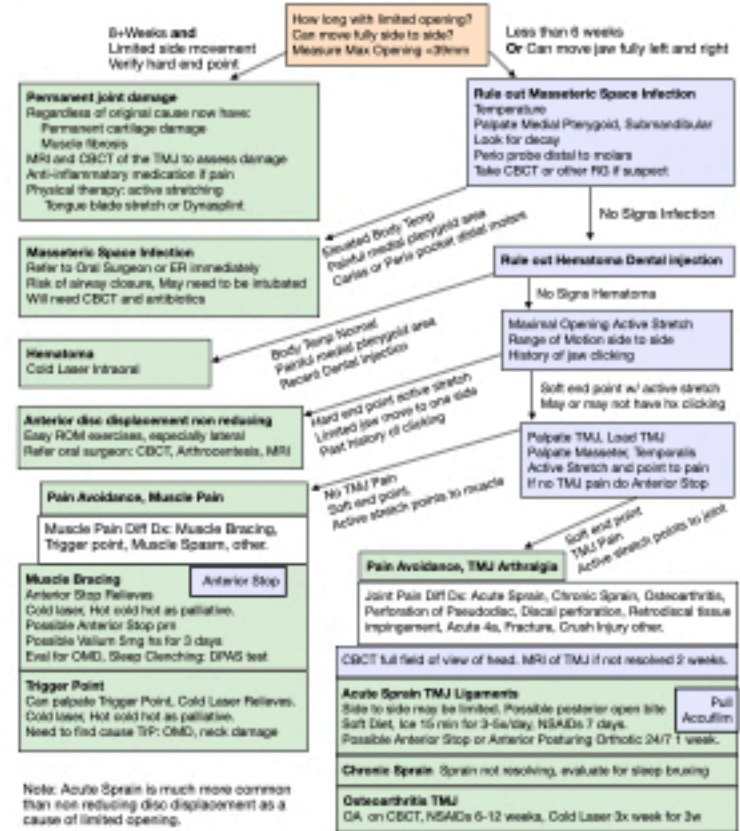 How long with limited opening?
Can move fully side to side?
Measure Max Opening <39mm
8+Weeks and
Limited side movement
Verify hard end point
Less than 6 weeks
Or Can move jaw fully left and right
Permanent joint damage
Regardless of original cause now have:
Permanent cartilage damage
Muscle fibrosis
MRI and CBCT of the TMJ to assess damage
Anti-inflammatory medication if pain
Physical therapy: active stretching
Tongue blade stretch or Dynasplint
Rule out Masseteric Space Infection
Temperature
Palpate Medial Pterygoid, Submandibular
Look for decay
Perio probe distal to molars
Take CBCT or other RG if suspect
Elevated Body Temp
Painful medial pterygoid area
Caries or Perio pocket distal molars
No Signs Infection
Masseteric Space Infection
Refer to Oral Surgeon or ER immediately
Risk of airway closure, May need to be intubated
Will need CBCT and antibiotics
Rule out Hematoma Dental injection
No Signs Hematoma
Body Temp Normal
Painful medial pterygoid area
Recent Dental Injection
Hematoma
Cold Laser Intraoral
Maximal Opening Active Stretch
Range of Motion side to side
History of jaw clicking
Hard end point active stretch
Limited jaw move to one side
Past history of clicking
Soft end point w/ active stretch
May or may not have hx clicking
Anterior disc displacement non reducing
Easy ROM exercises, especially lateral
Refer oral surgeon: CBCT, Arthrocentesis, MRI
Palpate TMJ, Load TMJ
Palpate Masseter, Temporalis
Active Stretch and point to pain
If no TMJ pain do Anterior Stop
No TMJ Pain
Soft end point,
Active stretch points to muscle
Soft end point
TMJ Pain
Active stretch points to joint
Pain Avoidance, Muscle Pain
Muscle Pain Diff Dx: Muscle Bracing,
Trigger point, Muscle Spasm, other.
Muscle Bracing
Anterior Stop
Anterior Stop Relieves
Cold laser, Hot cold hot as palliative.
Possible Anterior Stop prn
Possible Valium 5mg hs for 3 days
Eval for OMD, Sleep Clenching: DPAS test
Trigger Point
Can palpate Trigger Point, Cold Laser Relieves.
Cold laser, Hot cold hot as palliative.
Need to find cause TrP: OMD, neck damage
Note: Acute Sprain is much more common
than non reducing disc displacement as a
cause of limited opening.
Pain Avoidance, TMJ Arthralgia
Joint Pain Diff Dx: Acute Sprain, Chronic Sprain, Osteoarthritis,
Perforation of Pseudodisc, Discal perforation, Retrodiscal tissue
impingement, Acute 4a, Fracture, Crush Injury other.
CBCT full field of view of head. MRI of TMJ if not resolved 2 weeks.
Acute Sprain TMJ Ligaments
Side to side may be limited. Possible posterior open bite
Soft Diet, Ice 15 min for 3-5x/day, NSAIDs 7 days.
Possible Anterior Stop or Anterior Posturing Orthotic 24/7 1 week.
Pull
Accufilm
Chronic Sprain Sprain not resolving, evaluate for sleep bruxing
Osteoarthritis TMJ
OA on CBCT, NSAIDs 6-12 weeks, Cold Laser 3x week for 3w